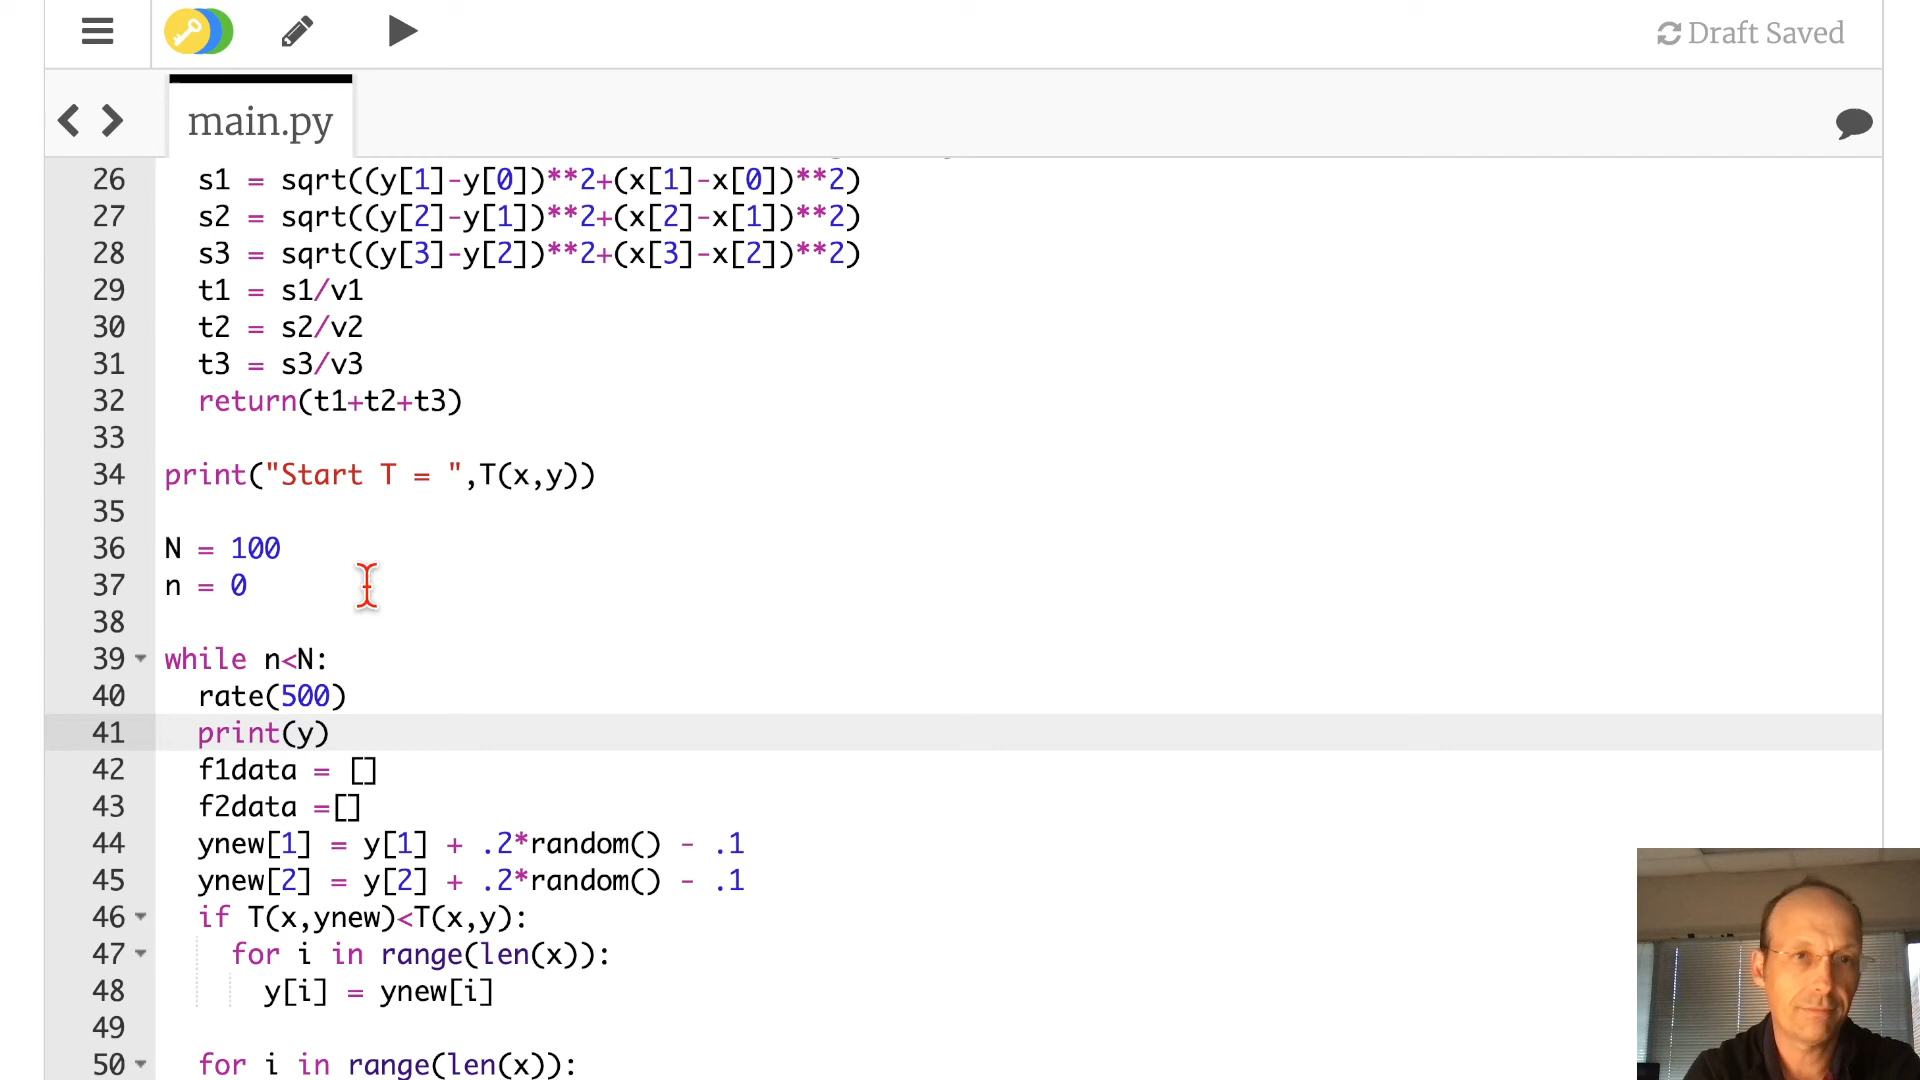 Draft Saved
main.py
26 s1 = sqrt((y[1]-y[0])**2+(x[1]-x[0])**2)
27 s2 = sqrt((y[2]-y[1])**2+(x[2]-x[1])**2)
28 s3 = sqrt((y[3]-y[2])**2+(x[3]-x[2])**2)
29 t1 = s1/v1
30 t2 = s2/v2
31 t3 = s3/v3
32 return(t1+t2+t3)
33
34 print("Start T = ",T(x,y))
35
36 N = 100
37 n = 0
38
39 while n<N:
40 rate(500)
41 print(y)
42 f1data = []
43 f2data =[]
44 ynew[1] = y[1] + .2*random() - .1
45 ynew[2] = y[2] + .2*random() - .1
46 if T(x,ynew)<T(x,y):
47 for i in range(len(x)):
48 y[i] = ynew[i]
49
50 for i in range(len(x)):